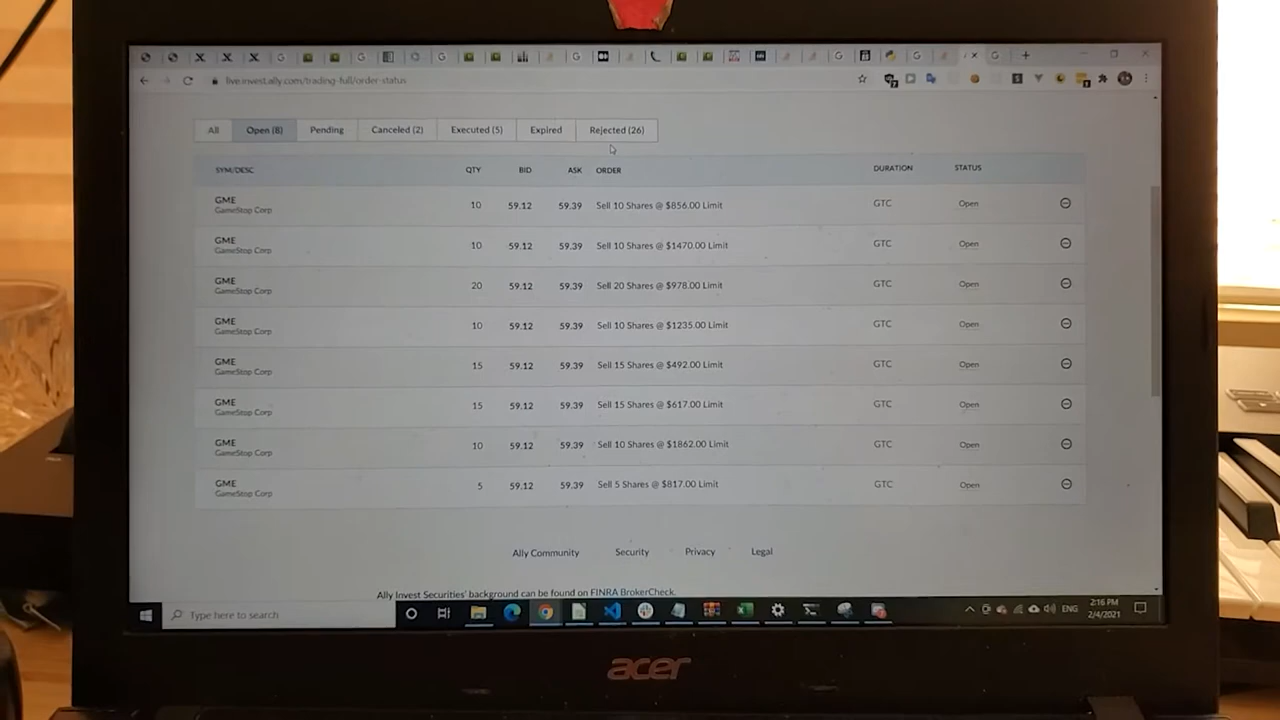 live.invest.ally.com/trading-full/order-status
All Open (8) Pending Canceled (2) Executed (5) Expired Rejected (26)
SYM/DESC QTY BID ASK ORDER DURATION STATUS
GME 10 59.12 59.39 Sell 10 Shares @ $856.00 Limit GTC Open
GameStop Corp
GME 10 59.12 59.39 Sell 10 Shares @ $1470.00 Limit GTC Open
GameStop Corp
GME 20 59.12 59.39 Sell 20 Shares @ $978.00 Limit GTC Open
GameStop Corp
GME 10 59.12 59.39 Sell 10 Shares @ $1235.00 Limit GTC Open
GameStop Corp
GME 15 59.12 59.39 Sell 15 Shares @ $492.00 Limit GTC Open
GameStop Corp
GME 15 59.12 59.39 Sell 15 Shares @ $617.00 Limit GTC Open
GameStop Corp
GME 10 59.12 59.39 Sell 10 Shares @ $1862.00 Limit GTC Open
GameStop Corp
GME 5 59.12 59.39 Sell 5 Shares @ $817.00 Limit GTC Open
GameStop Corp
Ally Community Security Privacy Legal
Ally Invest Securities' background can be found on FINRA BrokerCheck.
Type here to search ENG 2:16 PM
2/4/2021
acer